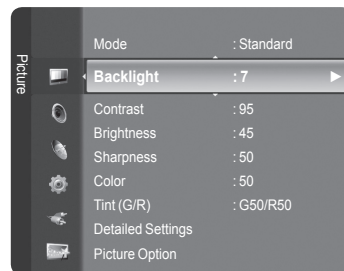 Picture
Mode : Standard
Backlight : 7
Contrast : 95
Brightness : 45
Sharpness : 50
Color : 50
Tint (G/R) : G50/R50
Detailed Settings
Picture Option